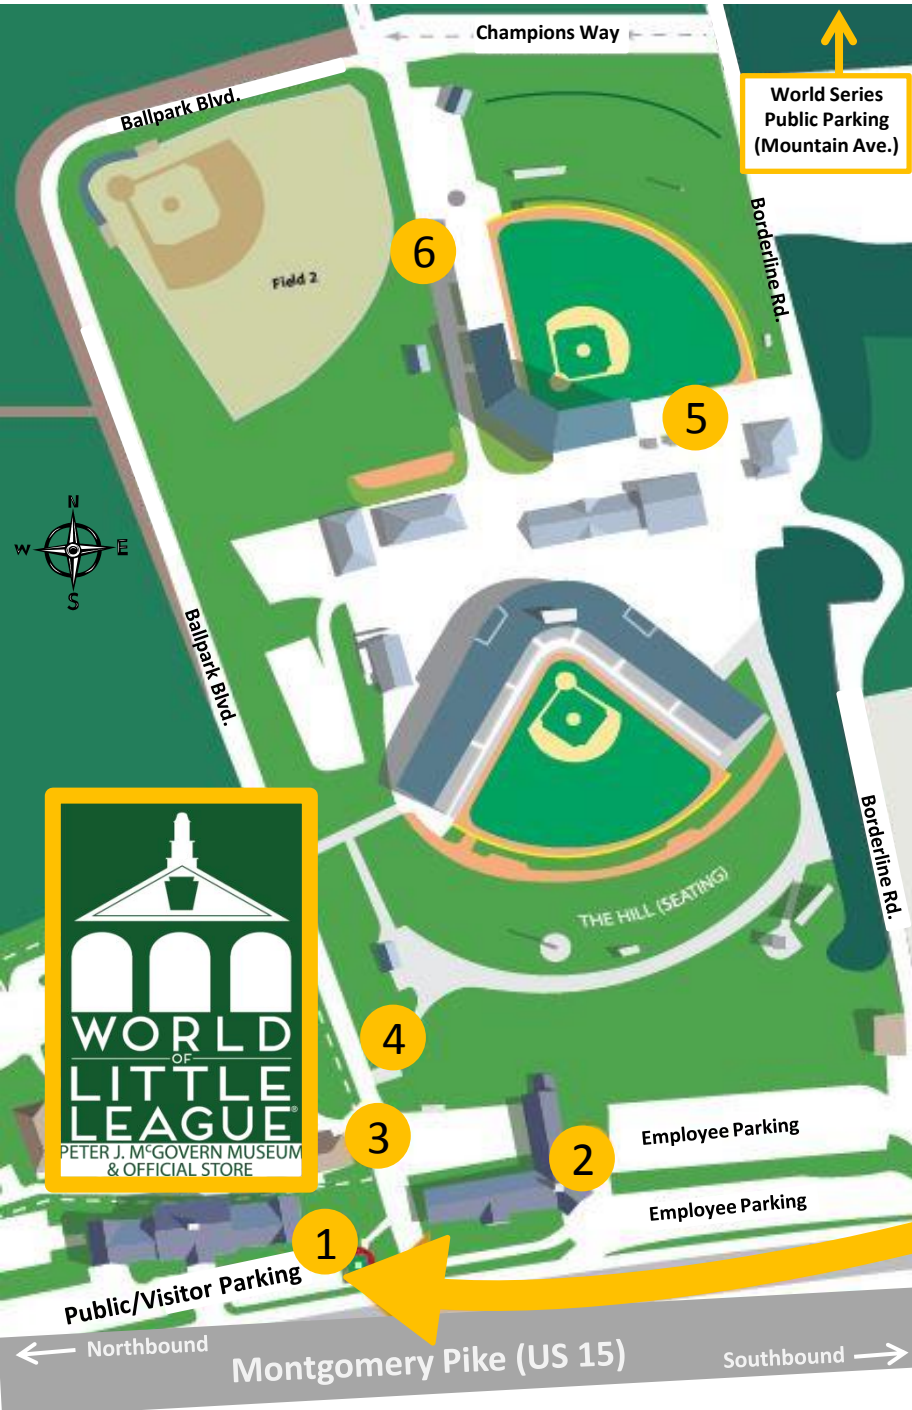 Champions Way
World Series
Public Parking
(Mountain Ave.)
Ballpark Blvd.
Borderline Rd.
6
Field 2
5
N
W
E
S
Ballpark Blvd.
Borderline Rd.
THE HILL (SEATING)
WORLD
OF
LITTLE
LEAGUE®
PETER J. McGOVERN MUSEUM
& OFFICIAL STORE
4
3
Employee Parking
2
Employee Parking
1
Public/Visitor Parking
Northbound
Montgomery Pike (US 15)
Southbound